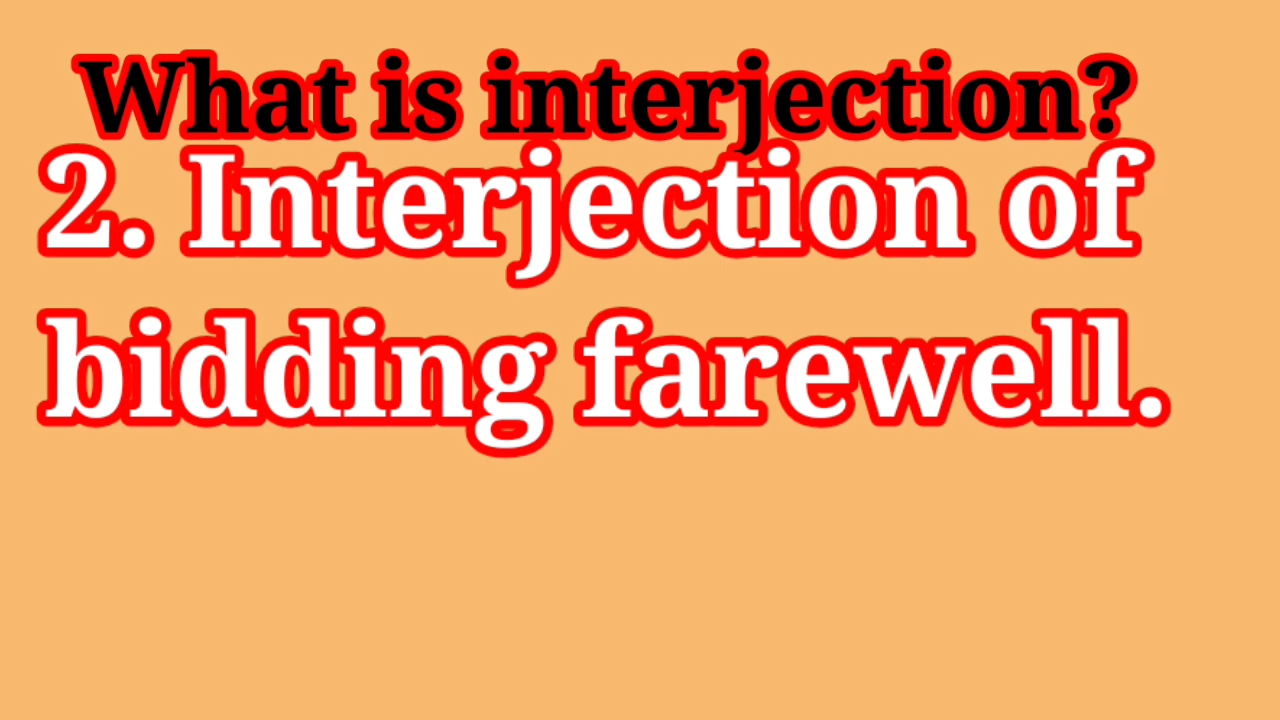 What is interjection?
2. Interjection of
bidding farewell.